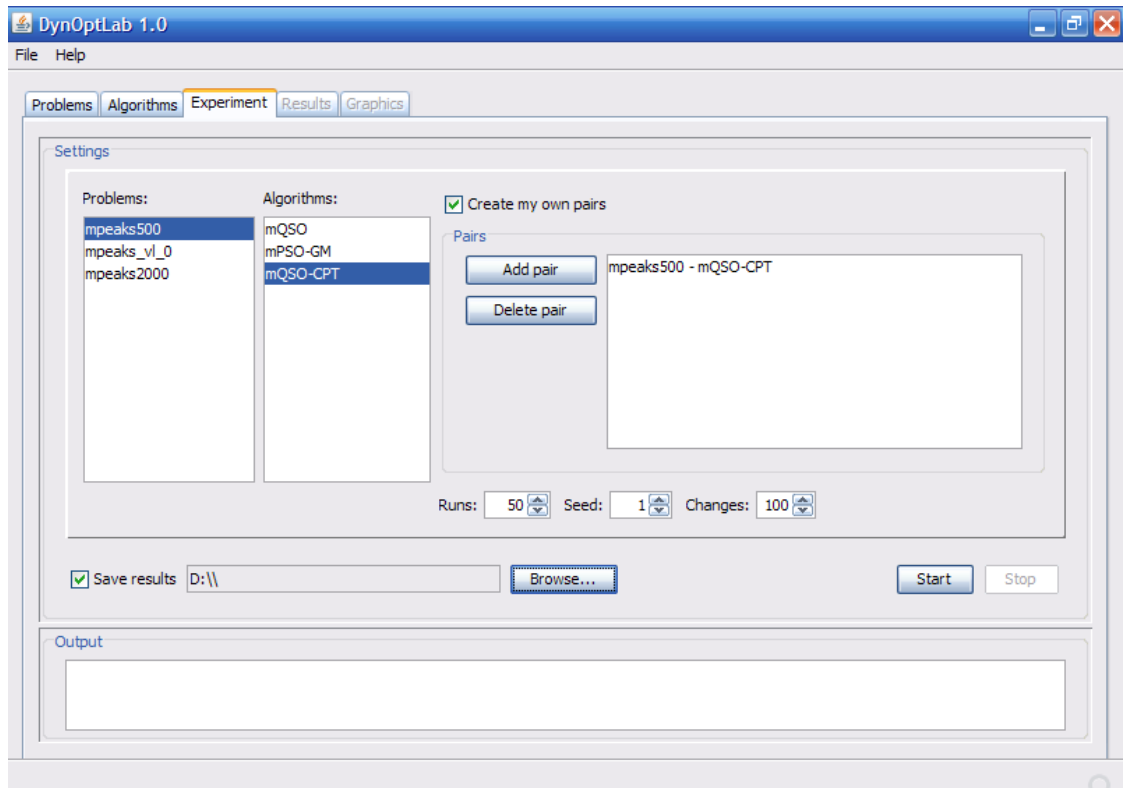 DynOptLab 1.0
File Help
Problems Algorithms Experiment Results Graphics
Settings
Problems:
mpeaks500
mpeaks_vl_0
mpeaks2000
Algorithms:
mQSO
mPSO-GM
mQSO-CPT
Create my own pairs
Pairs
Add pair
Delete pair
mpeaks500 - mQSO-CPT
Runs: 50 Seed: 1 Changes: 100
Save results D:\\ Browse... Start Stop
Output